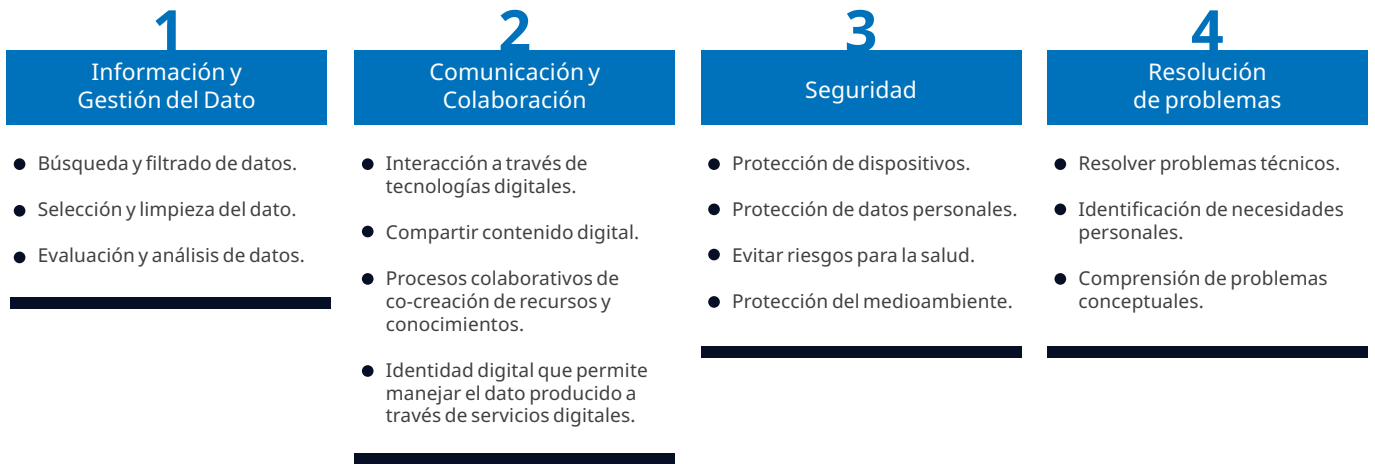 1
Información y
Gestión del Dato
● Búsqueda y filtrado de datos.
● Selección y limpieza del dato.
● Evaluación y análisis de datos.
2
Comunicación y
Colaboración
● Interacción a través de
tecnologías digitales.
● Compartir contenido digital.
● Procesos colaborativos de
co-creación de recursos y
conocimientos.
● Identidad digital que permite
manejar el dato producido a
través de servicios digitales.
3
Seguridad
● Protección de dispositivos.
● Protección de datos personales.
● Evitar riesgos para la salud.
● Protección del medioambiente.
4
Resolución
de problemas
● Resolver problemas técnicos.
● Identificación de necesidades
personales.
● Comprensión de problemas
conceptuales.